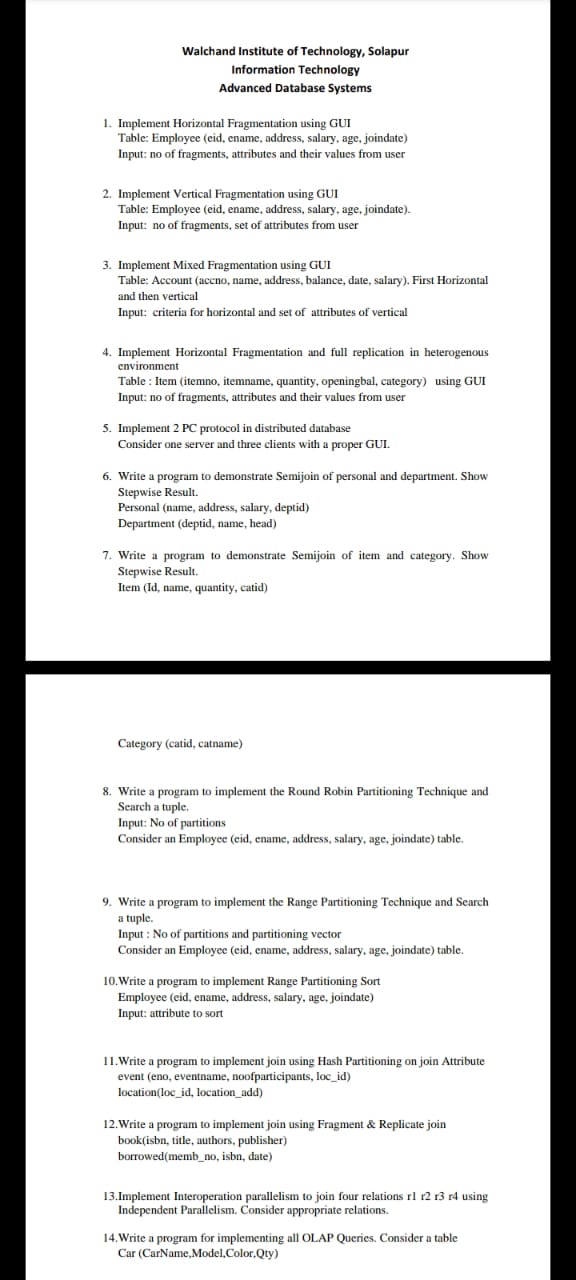 Walchand Institute of Technology, Solapur
Information Technology
Advanced Database Systems
1. Implement Horizontal Fragmentation using GUI
Table: Employee (eid, ename, address, salary, age, joindate)
Input: no of fragments, attributes and their values from user
2. Implement Vertical Fragmentation using GUI
Table: Employee (eid, ename, address, salary, age, joindate).
Input: no of fragments, set of attributes from user
3. Implement Mixed Fragmentation using GUI
Table: Account (accno, name, address, balance, date, salary). First Horizontal
and then vertical
Input: criteria for horizontal and set of attributes of vertical
4. Implement Horizontal Fragmentation and full replication in heterogenous
environment
Table : Item (itemno, itemname, quantity, openingbal, category) using GUI
Input: no of fragments, attributes and their values from user
5. Implement 2 PC protocol in distributed database
Consider one server and three clients with a proper GUI.
6. Write a program to demonstrate Semijoin of personal and department. Show
Stepwise Result.
Personal (name, address, salary, deptid)
Department (deptid, name, head)
7. Write a program to demonstrate Semijoin of item and category. Show
Stepwise Result.
Item (Id, name, quantity, catid)
Category (catid, catname)
8. Write a program to implement the Round Robin Partitioning Technique and
Search a tuple.
Input: No of partitions
Consider an Employee (eid, ename, address, salary, age, joindate) table.
9. Write a program to implement the Range Partitioning Technique and Search
a tuple.
Input : No of partitions and partitioning vector
Consider an Employee (eid, ename, address, salary, age, joindate) table.
10.Write a program to implement Range Partitioning Sort
Employee (eid, ename, address, salary, age, joindate)
Input: attribute to sort
11.Write a program to implement join using Hash Partitioning on join Attribute
event (eno, eventname, noofparticipants, loc_id)
location(loc_id, location_add)
12.Write a program to implement join using Fragment & Replicate join
book(isbn, title, authors, publisher)
borrowed(memb_no, isbn, date)
13.Implement Interoperation parallelism to join four relations r1 r2 r3 r4 using
Independent Parallelism. Consider appropriate relations.
14.Write a program for implementing all OLAP Queries. Consider a table
Car (CarName,Model,Color,Qty)